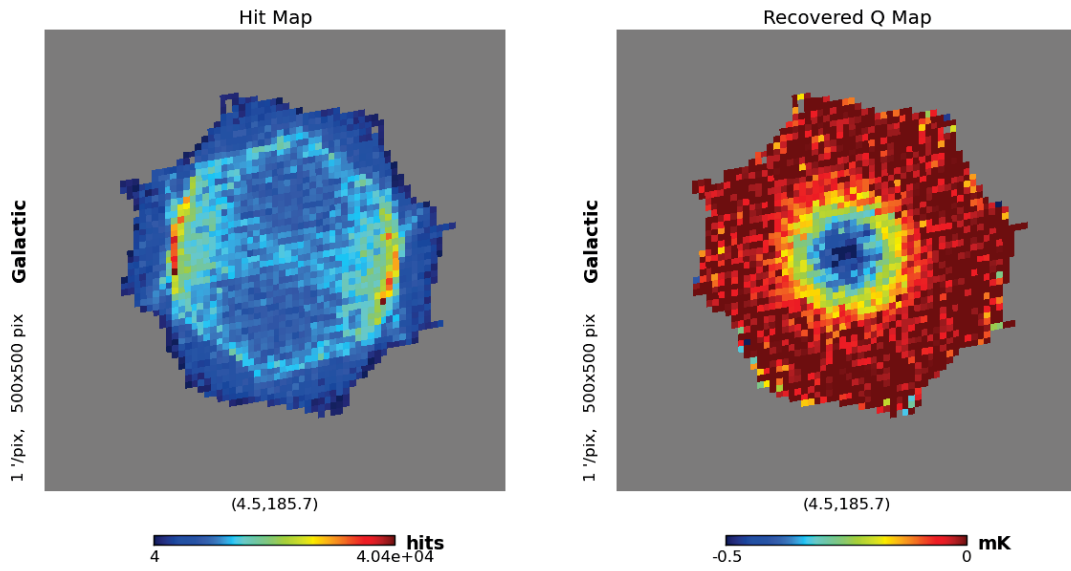 Hit Map
Galactic
1 '/pix,   500x500 pix
(4.5,185.7)
4
4.04e+04
hits
Recovered Q Map
Galactic
1 '/pix,   500x500 pix
(4.5,185.7)
-0.5
0
mK